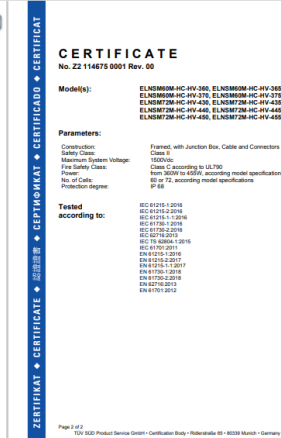 CERTIFICATE
No. Z2 114675 0001 Rev. 00
Model(s): ELNSM60M-HC-HV-360, ELNSM60M-HC-HV-365
ELNSM60M-HC-HV-370, ELNSM60M-HC-HV-375
ELNSM72M-HC-HV-430, ELNSM72M-HC-HV-435
ELNSM72M-HC-HV-440, ELNSM72M-HC-HV-445
ELNSM72M-HC-HV-450, ELNSM72M-HC-HV-455
Parameters:
Construction: Framed, with Junction Box, Cable and Connectors
Safety Class: Class II
Maximum System Voltage: 1500Vdc
Fire Safety Class: Class C according to UL790
Power: from 360W to 455W, according model specification
No. of Cells: 60 or 72, according model specifications
Protection degree: IP 68
Tested
according to:
IEC 61215-1:2016
IEC 61215-2:2016
IEC 61215-1-1:2016
IEC 61730-1:2016
IEC 61730-2:2016
IEC 62716:2013
IEC TS 62804-1:2015
IEC 61701:2011
EN 61215-1:2016
EN 61215-2:2017
EN 61215-1-1:2017
EN 61730-1:2018
EN 61730-2:2018
EN 62716:2013
EN 61701:2012
Page 2 of 2
TÜV SÜD Product Service GmbH • Certification Body • Ridlerstraße 65 • 80339 Munich • Germany
ZERTIFIKAT ◆ CERTIFICATE ◆ 認證證書 ◆ СЕРТИФИКАТ ◆ CERTIFICADO ◆ CERTIFICAT